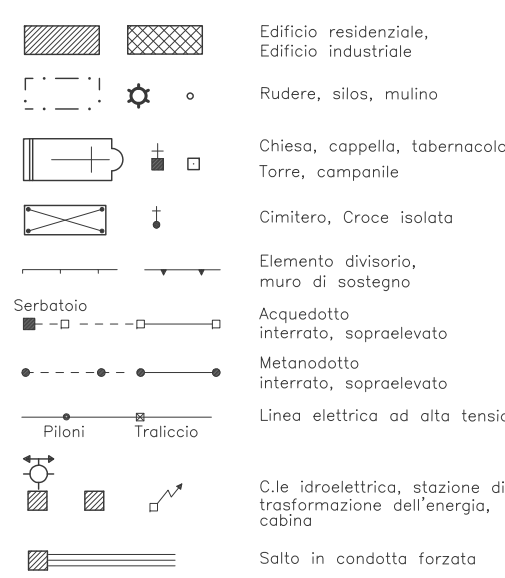 Edificio residenziale,
Edificio industriale
Rudere, silos, mulino
Chiesa, cappella, tabernacolo
Torre, campanile
Cimitero, Croce isolata
Elemento divisorio,
muro di sostegno
Serbatoio
Acquedotto
interrato, sopraelevato
Metanodotto
interrato, sopraelevato
Linea elettrica ad alta
Piloni Traliccio
C.le idroelettrica, stazione di
trasformazione dell'energia,
cabina
Salto in condotta forzata